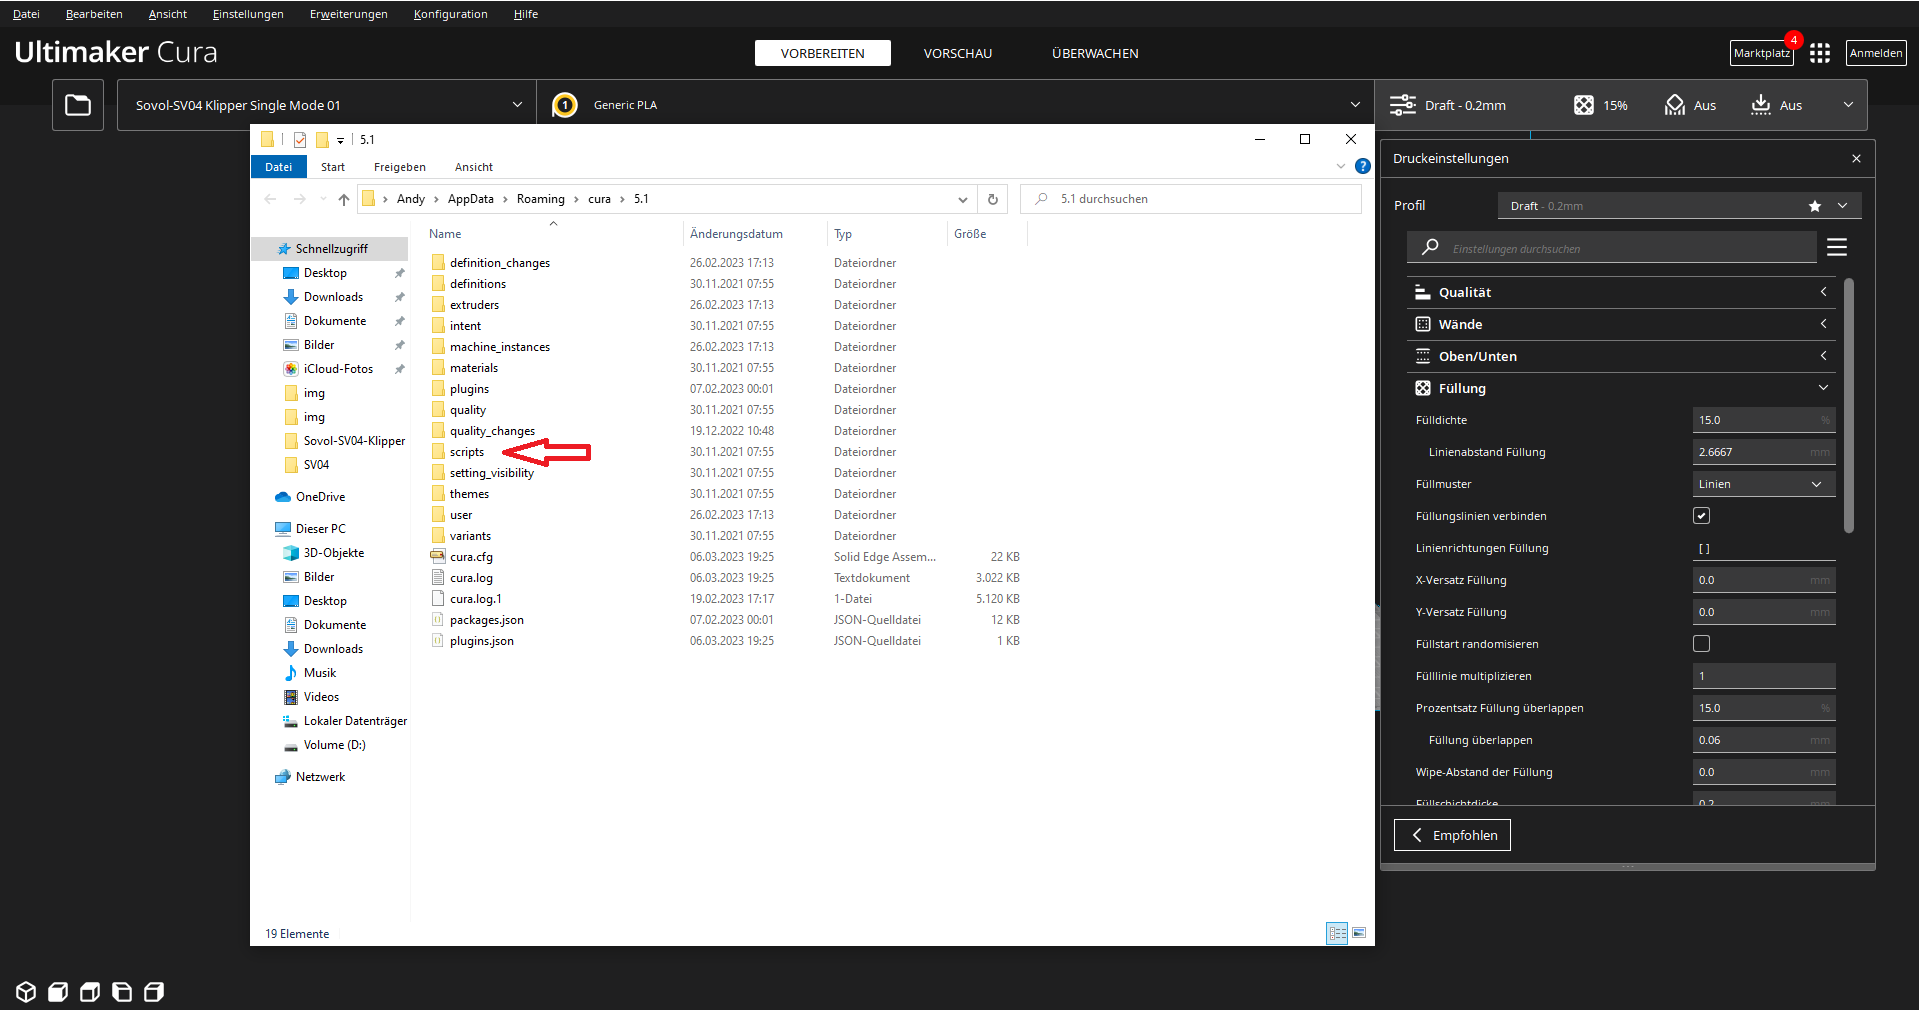 Datei Bearbeiten Ansicht Einstellungen Erweiterungen Konfiguration Hilfe
Ultimaker Cura
VORBEREITEN VORSCHAU ÜBERWACHEN
Marktplatz 4 Anmelden
Sovol-SV04 Klipper Single Mode 01
1 Generic PLA
Draft - 0.2mm 15% Aus Aus
5.1
Datei Start Freigeben Ansicht
Andy AppData Roaming cura 5.1
5.1 durchsuchen
Name Änderungsdatum Typ Größe
Schnellzugriff
Desktop
Downloads
Dokumente
Bilder
iCloud-Fotos
img
img
Sovol-SV04-Klipper
SV04
OneDrive
Dieser PC
3D-Objekte
Bilder
Desktop
Dokumente
Downloads
Musik
Videos
Lokaler Datenträger
Volume (D:)
Netzwerk
definition_changes 26.02.2023 17:13 Dateiordner
definitions 30.11.2021 07:55 Dateiordner
extruders 26.02.2023 17:13 Dateiordner
intent 30.11.2021 07:55 Dateiordner
machine_instances 26.02.2023 17:13 Dateiordner
materials 30.11.2021 07:55 Dateiordner
plugins 07.02.2023 00:01 Dateiordner
quality 30.11.2021 07:55 Dateiordner
quality_changes 19.12.2022 10:48 Dateiordner
scripts 30.11.2021 07:55 Dateiordner
setting_visibility 30.11.2021 07:55 Dateiordner
themes 30.11.2021 07:55 Dateiordner
user 26.02.2023 17:13 Dateiordner
variants 30.11.2021 07:55 Dateiordner
cura.cfg 06.03.2023 19:25 Solid Edge Assem... 22 KB
cura.log 06.03.2023 19:25 Textdokument 3.022 KB
cura.log.1 19.02.2023 17:17 1-Datei 5.120 KB
packages.json 07.02.2023 00:01 JSON-Quelldatei 12 KB
plugins.json 06.03.2023 19:25 JSON-Quelldatei 1 KB
19 Elemente
Druckeinstellungen
Profil Draft - 0.2mm
Einstellungen durchsuchen
Qualität
Wände
Oben/Unten
Füllung
Fülldichte 15.0 %
Linienabstand Füllung 2.6667 mm
Füllmuster Linien
Füllungslinien verbinden
Linienrichtungen Füllung [ ]
X-Versatz Füllung 0.0 mm
Y-Versatz Füllung 0.0 mm
Füllstart randomisieren
Fülllinie multiplizieren 1
Prozentsatz Füllung überlappen 15.0 %
Füllung überlappen 0.06 mm
Wipe-Abstand der Füllung 0.0 mm
Füllschichtdicke 0.2 mm
Empfohlen